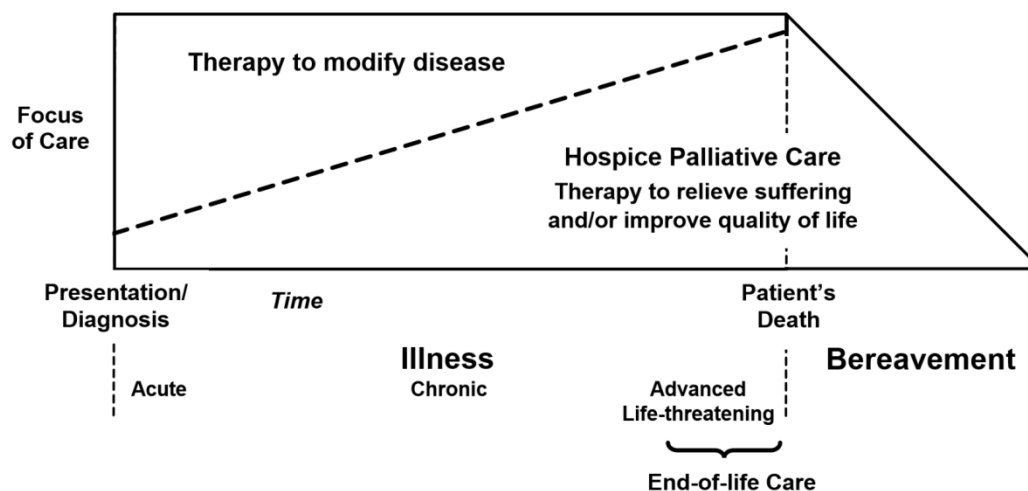 Therapy to modify disease
Focus
of Care
Hospice Palliative Care
Therapy to relieve suffering
and/or improve quality of life
Presentation/
Diagnosis
Time
Patient's
Death
Illness
Bereavement
Acute
Chronic
Advanced
Life-threatening
End-of-life Care